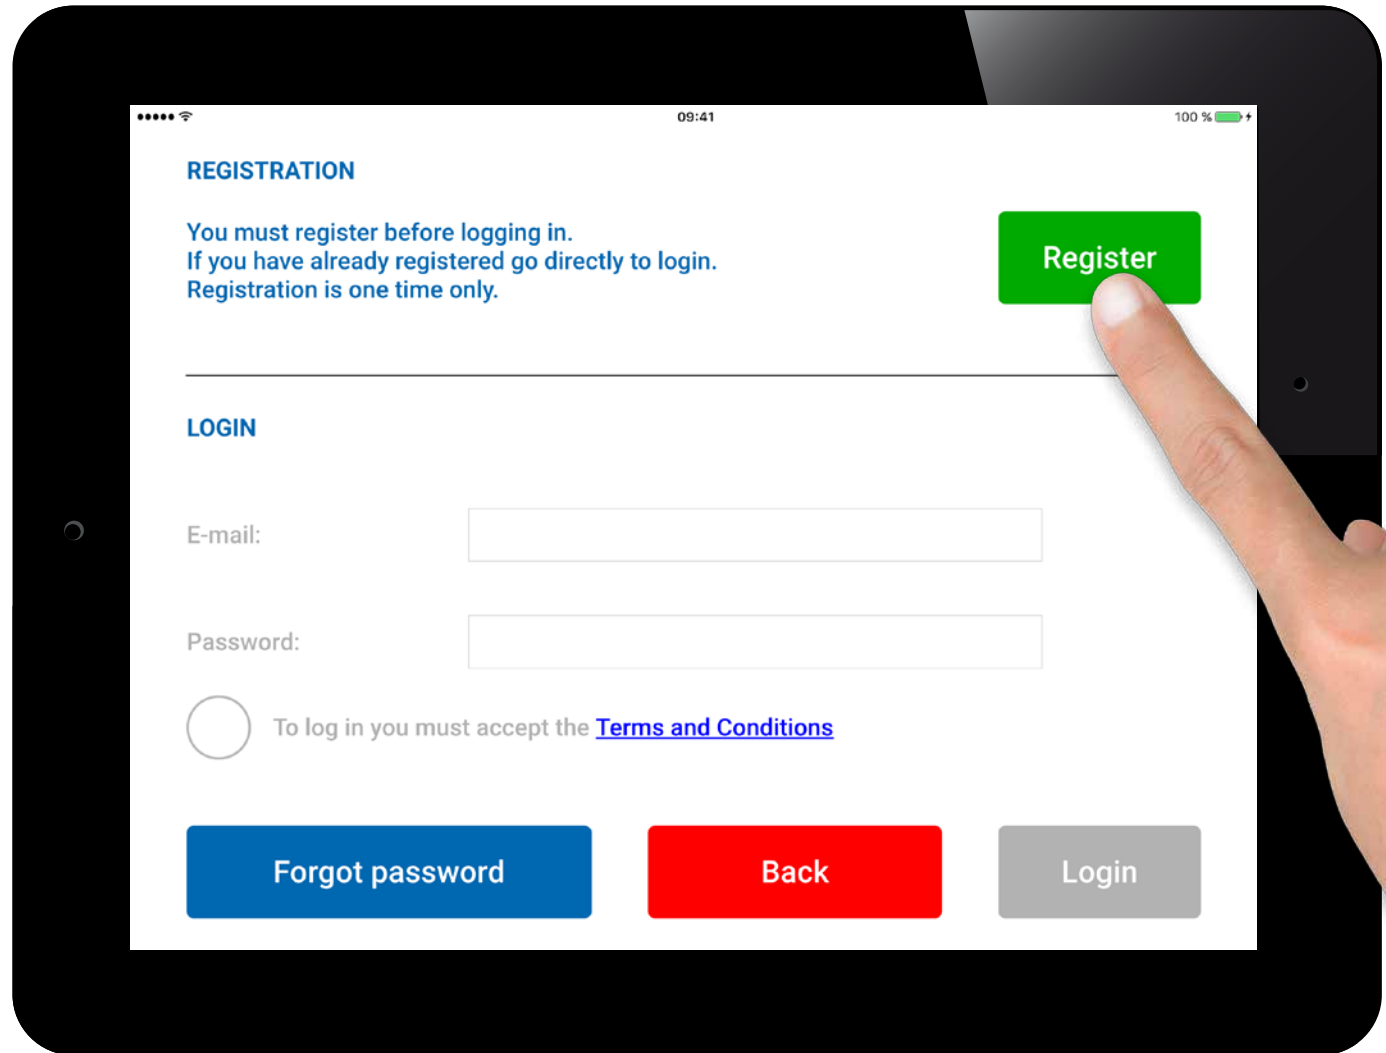 09:41
100 %
REGISTRATION
You must register before logging in.
If you have already registered go directly to login.
Registration is one time only.
Register
LOGIN
E-mail:
Password:
To log in you must accept the Terms and Conditions
Forgot password
Back
Login